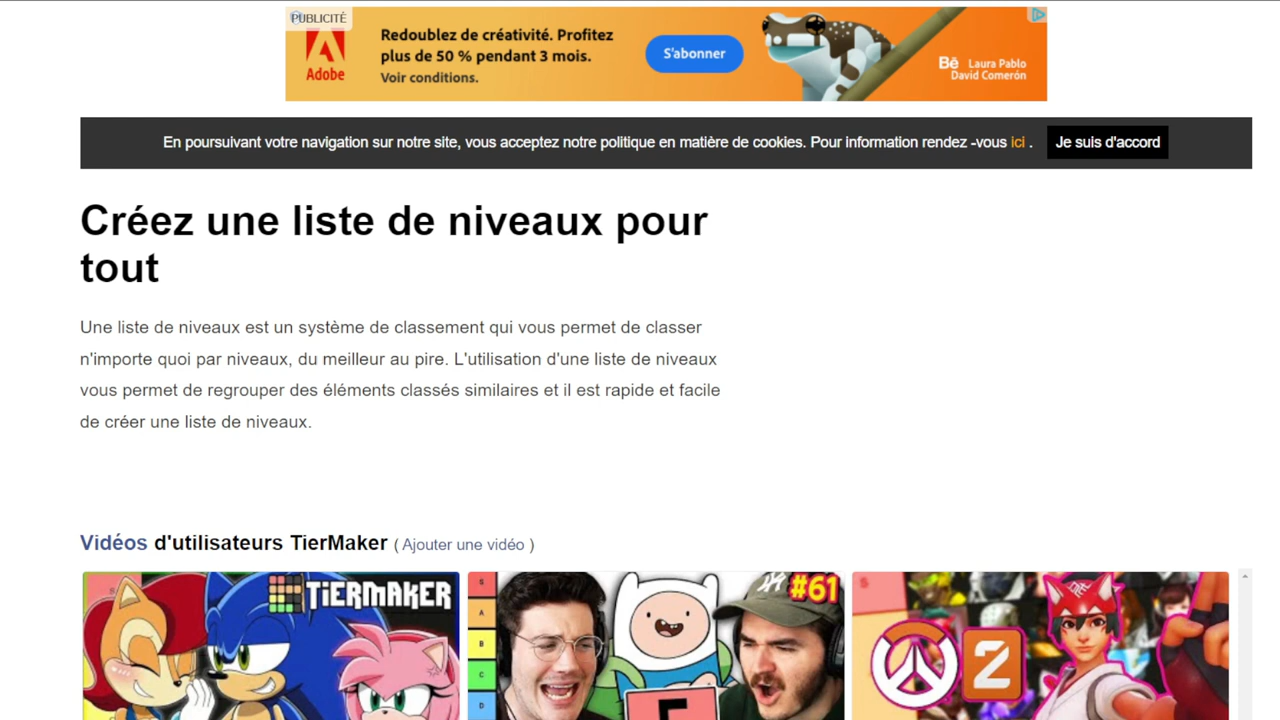 PUBLICITÉ
Adobe
Redoublez de créativité. Profitez
plus de 50 % pendant 3 mois.
Voir conditions.
S'abonner
Bē Laura Pablo
David Comerón
En poursuivant votre navigation sur notre site, vous acceptez notre politique en matière de cookies. Pour information rendez -vous ici . Je suis d'accord
Créez une liste de niveaux pour
tout
Une liste de niveaux est un système de classement qui vous permet de classer
n'importe quoi par niveaux, du meilleur au pire. L'utilisation d'une liste de niveaux
vous permet de regrouper des éléments classés similaires et il est rapide et facile
de créer une liste de niveaux.
Vidéos d'utilisateurs TierMaker ( Ajouter une vidéo )
S
TiERMAKER
S
A
B
C
D
F
#61
S
2